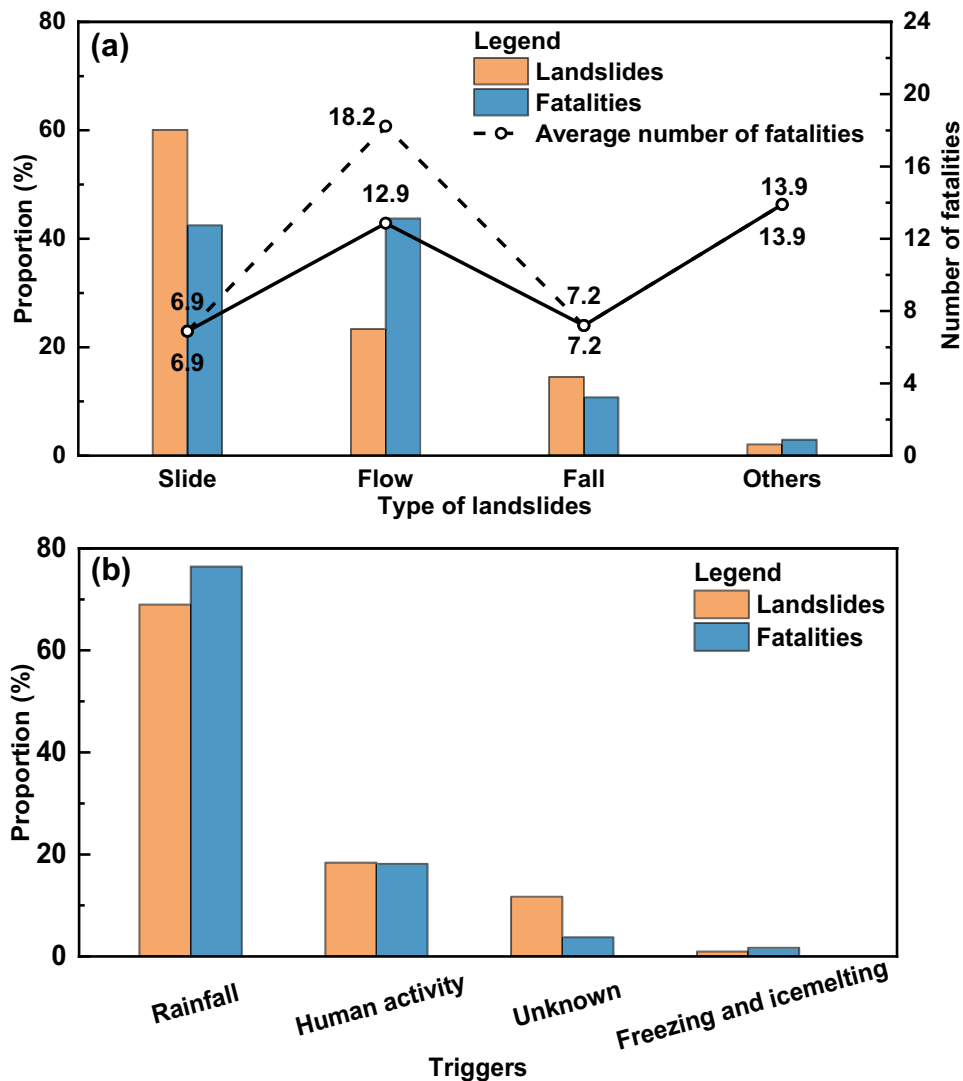 (a)
Legend
Landslides
Fatalities
Average number of fatalities
80
60
40
20
0
Proportion (%)
24
20
16
12
8
4
0
Number of fatalities
18.2
12.9
13.9
13.9
6.9
6.9
7.2
7.2
Slide Flow Fall Others
Type of landslides
(b)
Legend
Landslides
Fatalities
80
60
40
20
0
Proportion (%)
Rainfall
Human activity
Unknown
Freezing and icemelting
Triggers